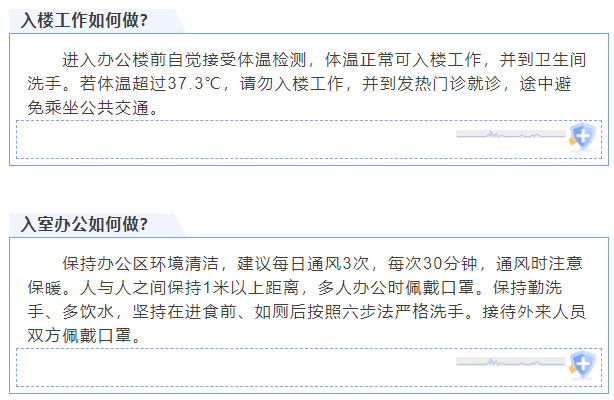 入楼工作如何做？
进入办公楼前自觉接受体温检测，体温正常可入楼工作，并到卫生间
洗手。若体温超过37.3℃，请勿入楼工作，并到发热门诊就诊，途中避
免乘坐公共交通。
入室办公如何做？
保持办公区环境清洁，建议每日通风3次，每次30分钟，通风时注意
保暖。人与人之间保持1米以上距离，多人办公时佩戴口罩。保持勤洗
手、多饮水，坚持在进食前、如厕后按照六步法严格洗手。接待外来人员
双方佩戴口罩。